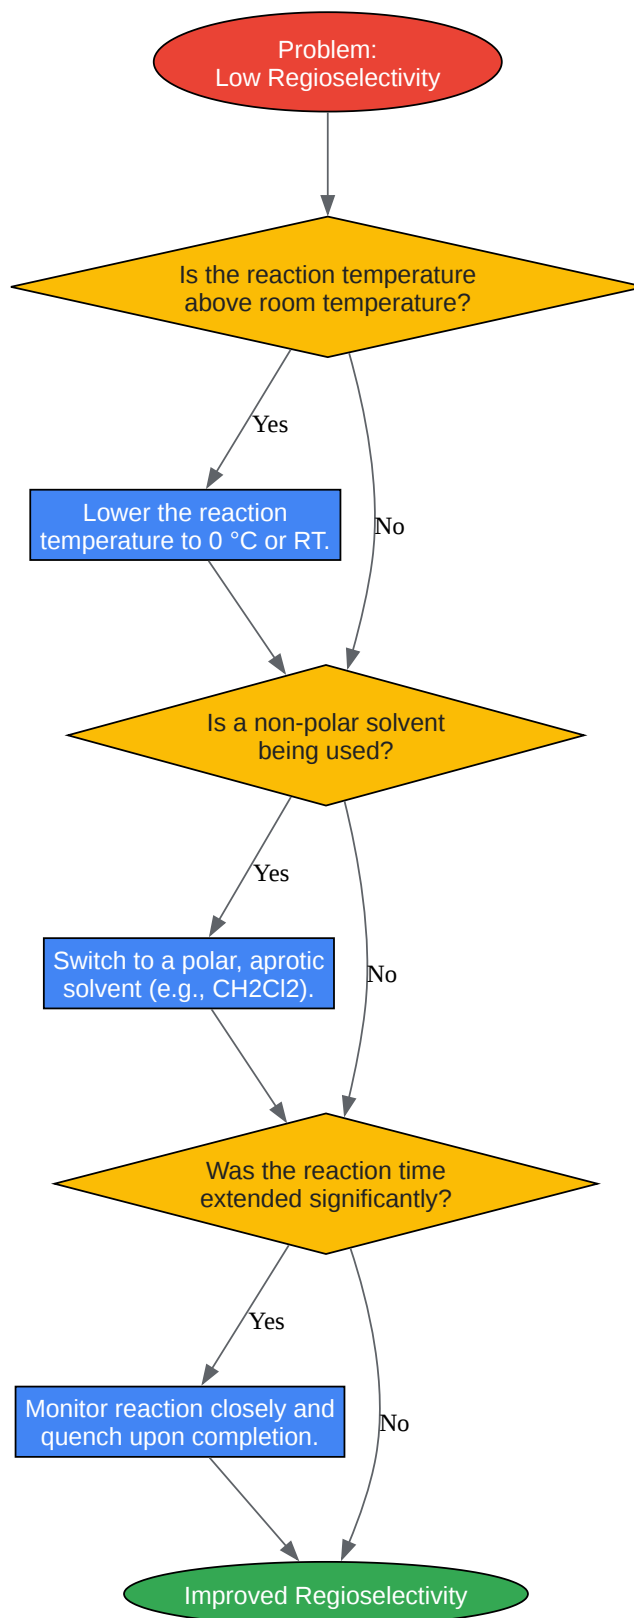 Problem:
Low Regioselectivity
Is the reaction temperature
above room temperature?
Yes
Lower the reaction
temperature to 0 °C or RT.
No
Is a non-polar solvent
being used?
Yes
Switch to a polar, aprotic
solvent (e.g., CH2Cl2).
No
Was the reaction time
extended significantly?
Yes
Monitor reaction closely and
quench upon completion.
No
Improved Regioselectivity